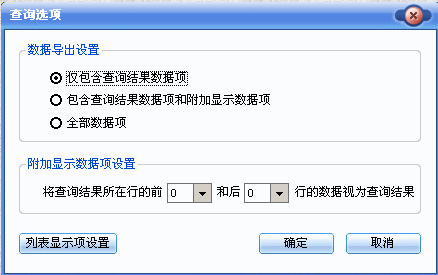 查询选项
数据导出设置
仅包含查询结果数据项
包含查询结果数据项和附加显示数据项
全部数据项
附加显示数据项设置
将查询结果所在行的前 0 和后 0 行的数据视为查询结果
列表显示项设置 确定 取消